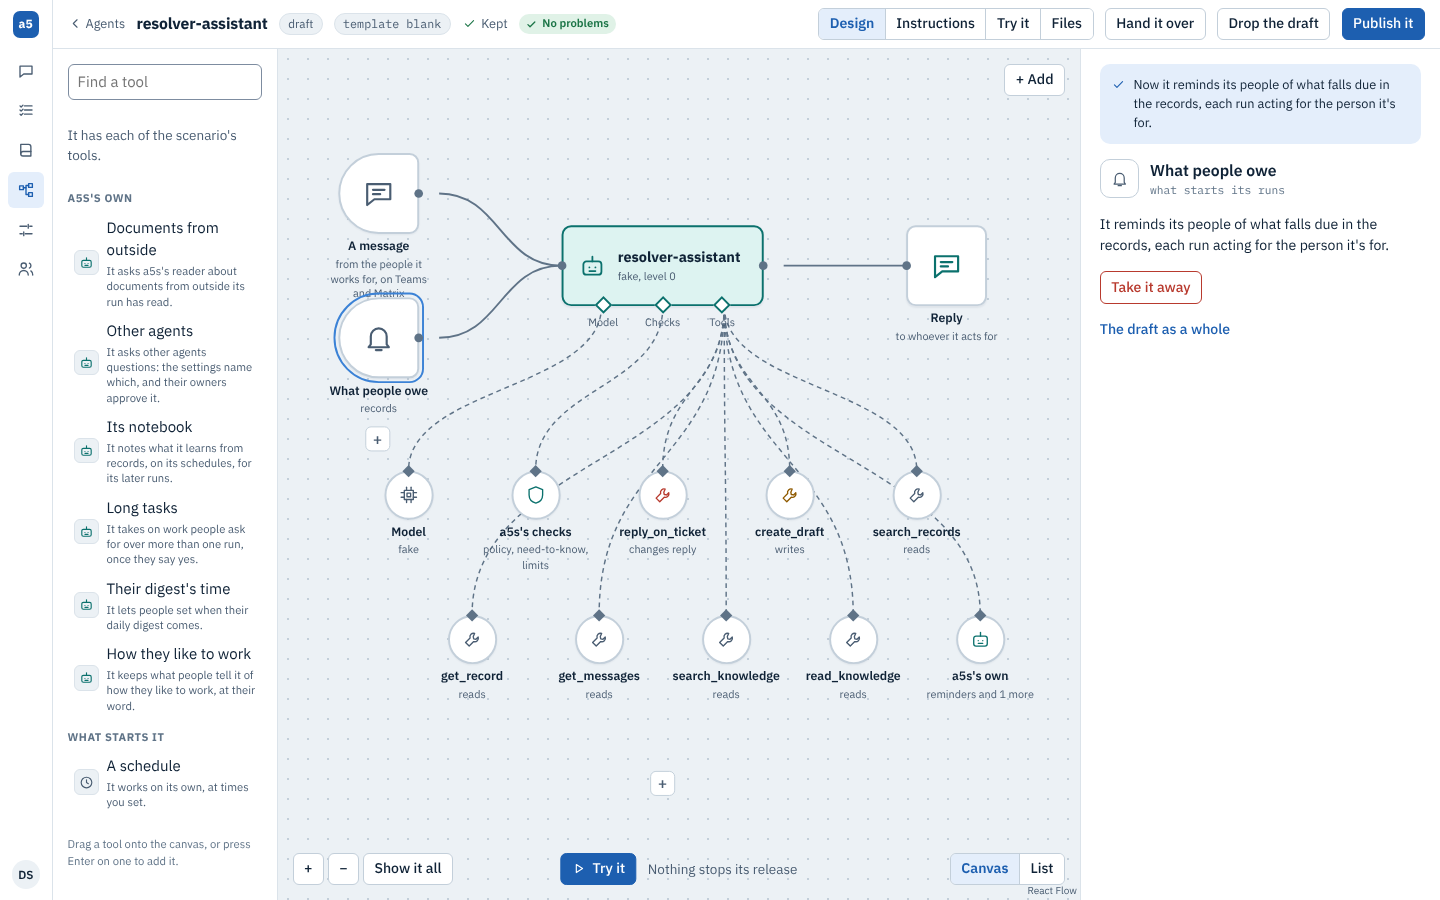 a5
Agents
resolver-assistant
draft
template blank
Kept
No problems
Design
Instructions
Try it
Files
Hand it over
Drop the draft
Publish it
Find a tool
It has each of the scenario's
tools.
A5S'S OWN
Documents from
outside
It asks a5s's reader about
documents from outside its
run has read.
Other agents
It asks other agents
questions: the settings name
which, and their owners
approve it.
Its notebook
It notes what it learns from
records, on its schedules, for
its later runs.
Long tasks
It takes on work people ask
for over more than one run,
once they say yes.
Their digest's time
It lets people set when their
daily digest comes.
How they like to work
It keeps what people tell it of
how they like to work, at their
word.
WHAT STARTS IT
A schedule
It works on its own, at times
you set.
Drag a tool onto the canvas, or press
Enter on one to add it.
DS
+ Add
A message
from the people it
works for, on Teams
and Matrix
What people owe
records
+
resolver-assistant
fake, level 0
Model
Checks
Tools
Reply
to whoever it acts for
Model
fake
a5s's checks
policy, need-to-know,
limits
reply_on_ticket
changes reply
create_draft
writes
search_records
reads
get_record
reads
get_messages
reads
search_knowledge
reads
read_knowledge
reads
a5s's own
reminders and 1 more
+
+
−
Show it all
Try it
Nothing stops its release
Canvas
List
React Flow
Now it reminds its people of what falls due in
the records, each run acting for the person it's
for.
What people owe
what starts its runs
It reminds its people of what falls due in the
records, each run acting for the person it's for.
Take it away
The draft as a whole